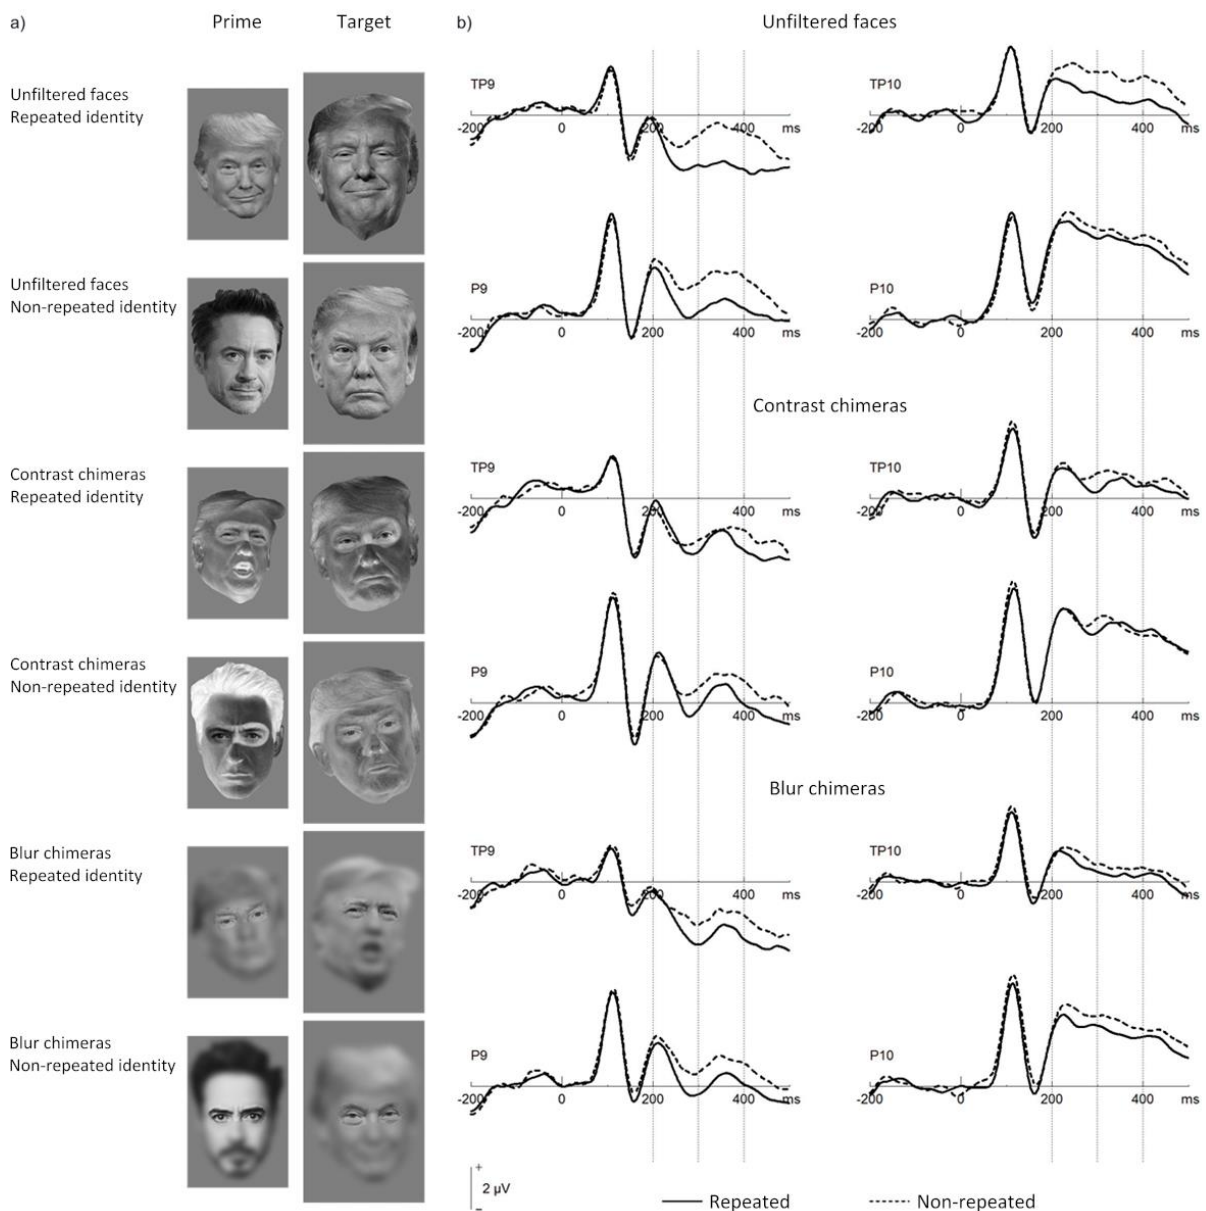 a)
Prime
Target
Unfiltered faces
Repeated identity
Unfiltered faces
Non-repeated identity
Contrast chimeras
Repeated identity
Contrast chimeras
Non-repeated identity
Blur chimeras
Repeated identity
Blur chimeras
Non-repeated identity
b)
Unfiltered faces
TP9
-200 0 200 400 ms
TP10
-200 0 200 400 ms
P9
-200 0 200 400 ms
P10
-200 0 200 400 ms
Contrast chimeras
TP9
-200 0 200 400 ms
TP10
-200 0 200 400 ms
P9
-200 0 200 400 ms
P10
-200 0 200 400 ms
Blur chimeras
TP9
-200 0 200 400 ms
TP10
-200 0 200 400 ms
P9
-200 0 200 400 ms
P10
-200 0 200 400 ms
+
2 µV
-
Repeated
Non-repeated